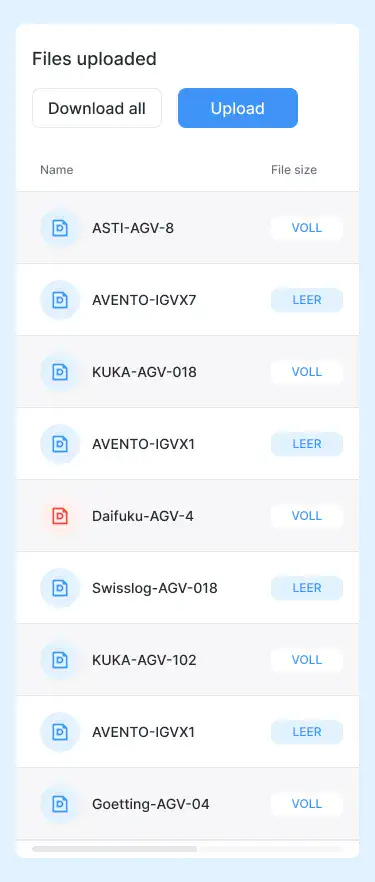 Files uploaded
Download all Upload
Name File size
ASTI-AGV-8 VOLL
AVENTO-IGVX7 LEER
KUKA-AGV-018 VOLL
AVENTO-IGVX1 LEER
Daifuku-AGV-4 VOLL
Swisslog-AGV-018 LEER
KUKA-AGV-102 VOLL
AVENTO-IGVX1 LEER
Goetting-AGV-04 VOLL